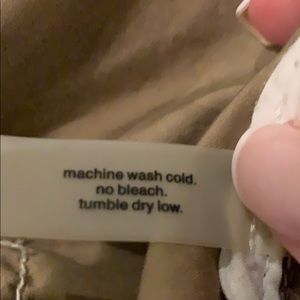 machine wash cold.
no bleach.
tumble dry low.